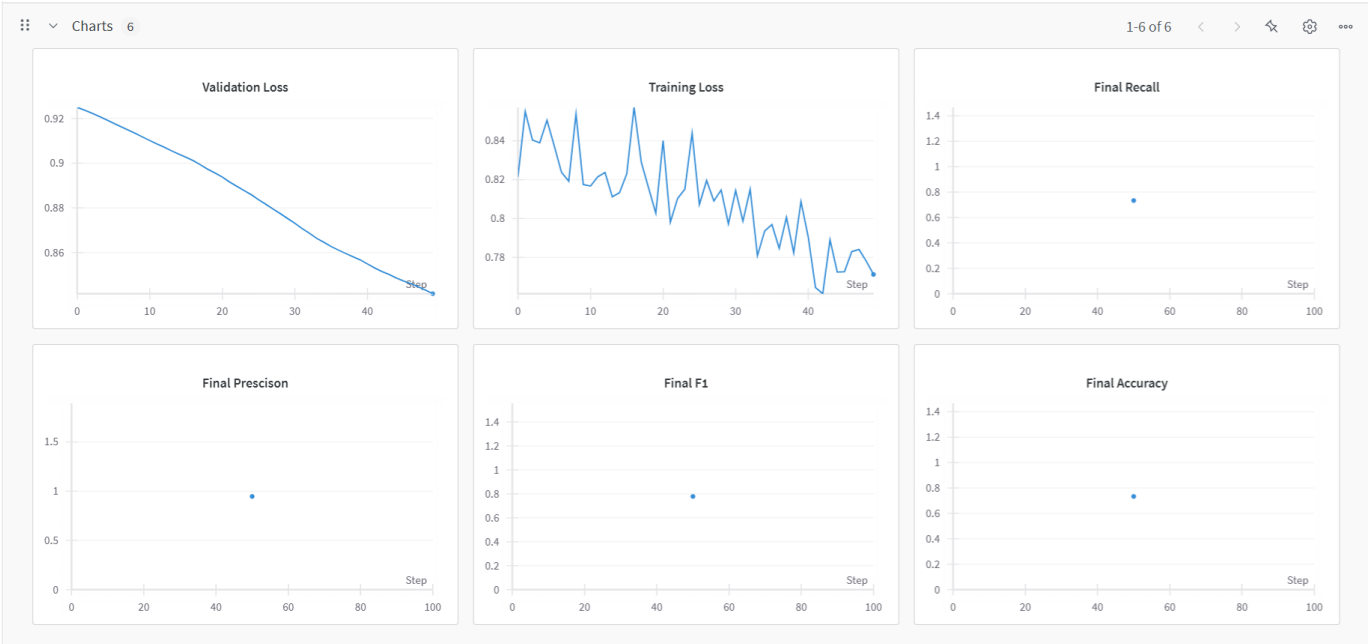 Charts 6
1-6 of 6
Validation Loss
0.92
0.9
0.88
0.86
Step
0 10 20 30 40
Training Loss
0.84
0.82
0.8
0.78
Step
0 10 20 30 40
Final Recall
1.4
1.2
1
0.8
0.6
0.4
0.2
0
Step
0 20 40 60 80 100
Final Prescison
1.5
1
0.5
0
Step
0 20 40 60 80 100
Final F1
1.4
1.2
1
0.8
0.6
0.4
0.2
0
Step
0 20 40 60 80 100
Final Accuracy
1.4
1.2
1
0.8
0.6
0.4
0.2
0
Step
0 20 40 60 80 100